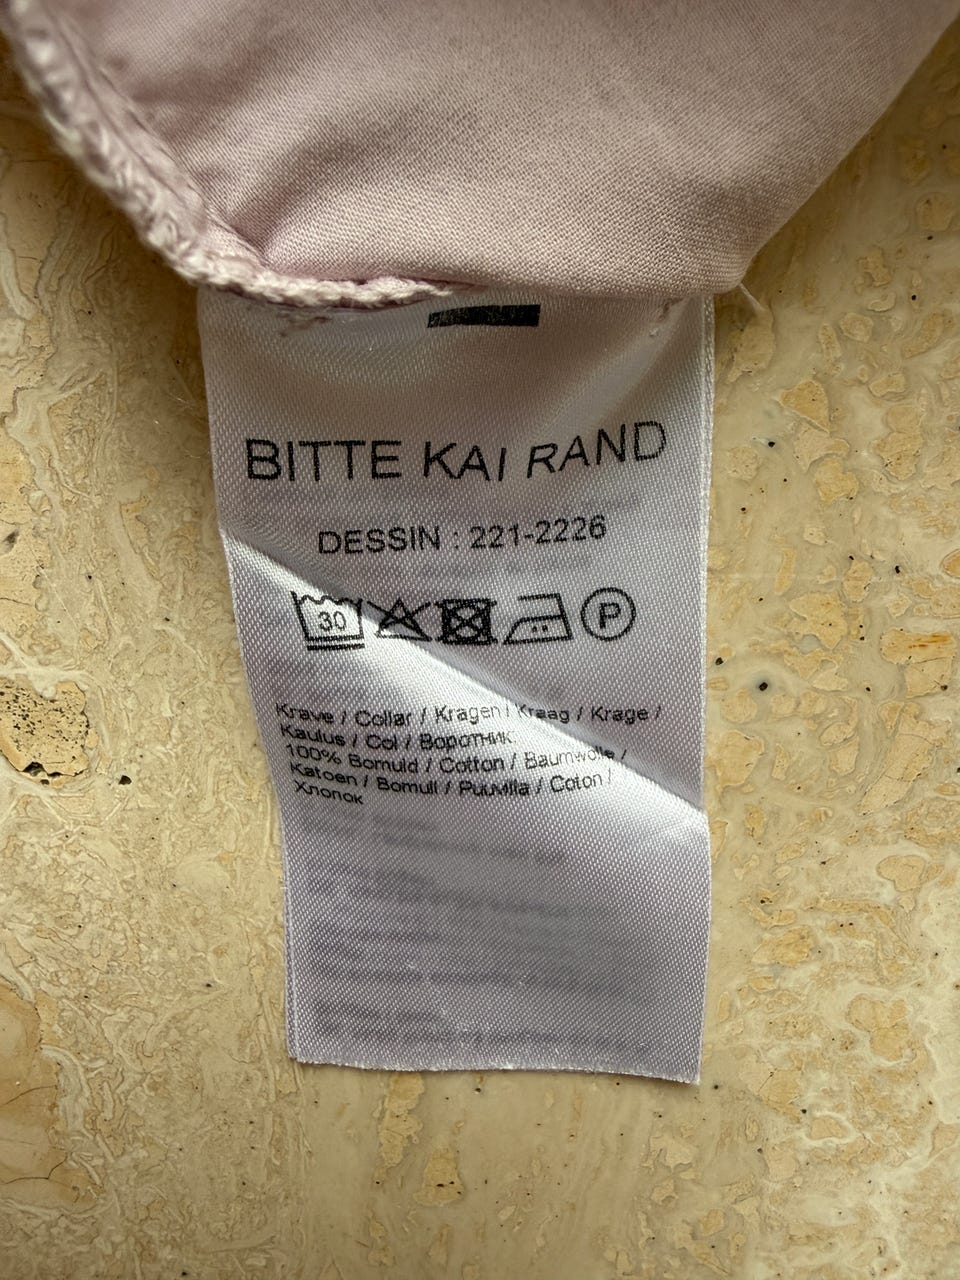 BITTE KAI RAND
DESSIN : 221-2226
30
P
Krave / Collar / Kragen / Kraag / Krage /
Kaulus / Col / Воротник
100% Bomuld / Cotton / Baumwolle /
Katoen / Bomull / Puuvilla / Coton /
Хлопок